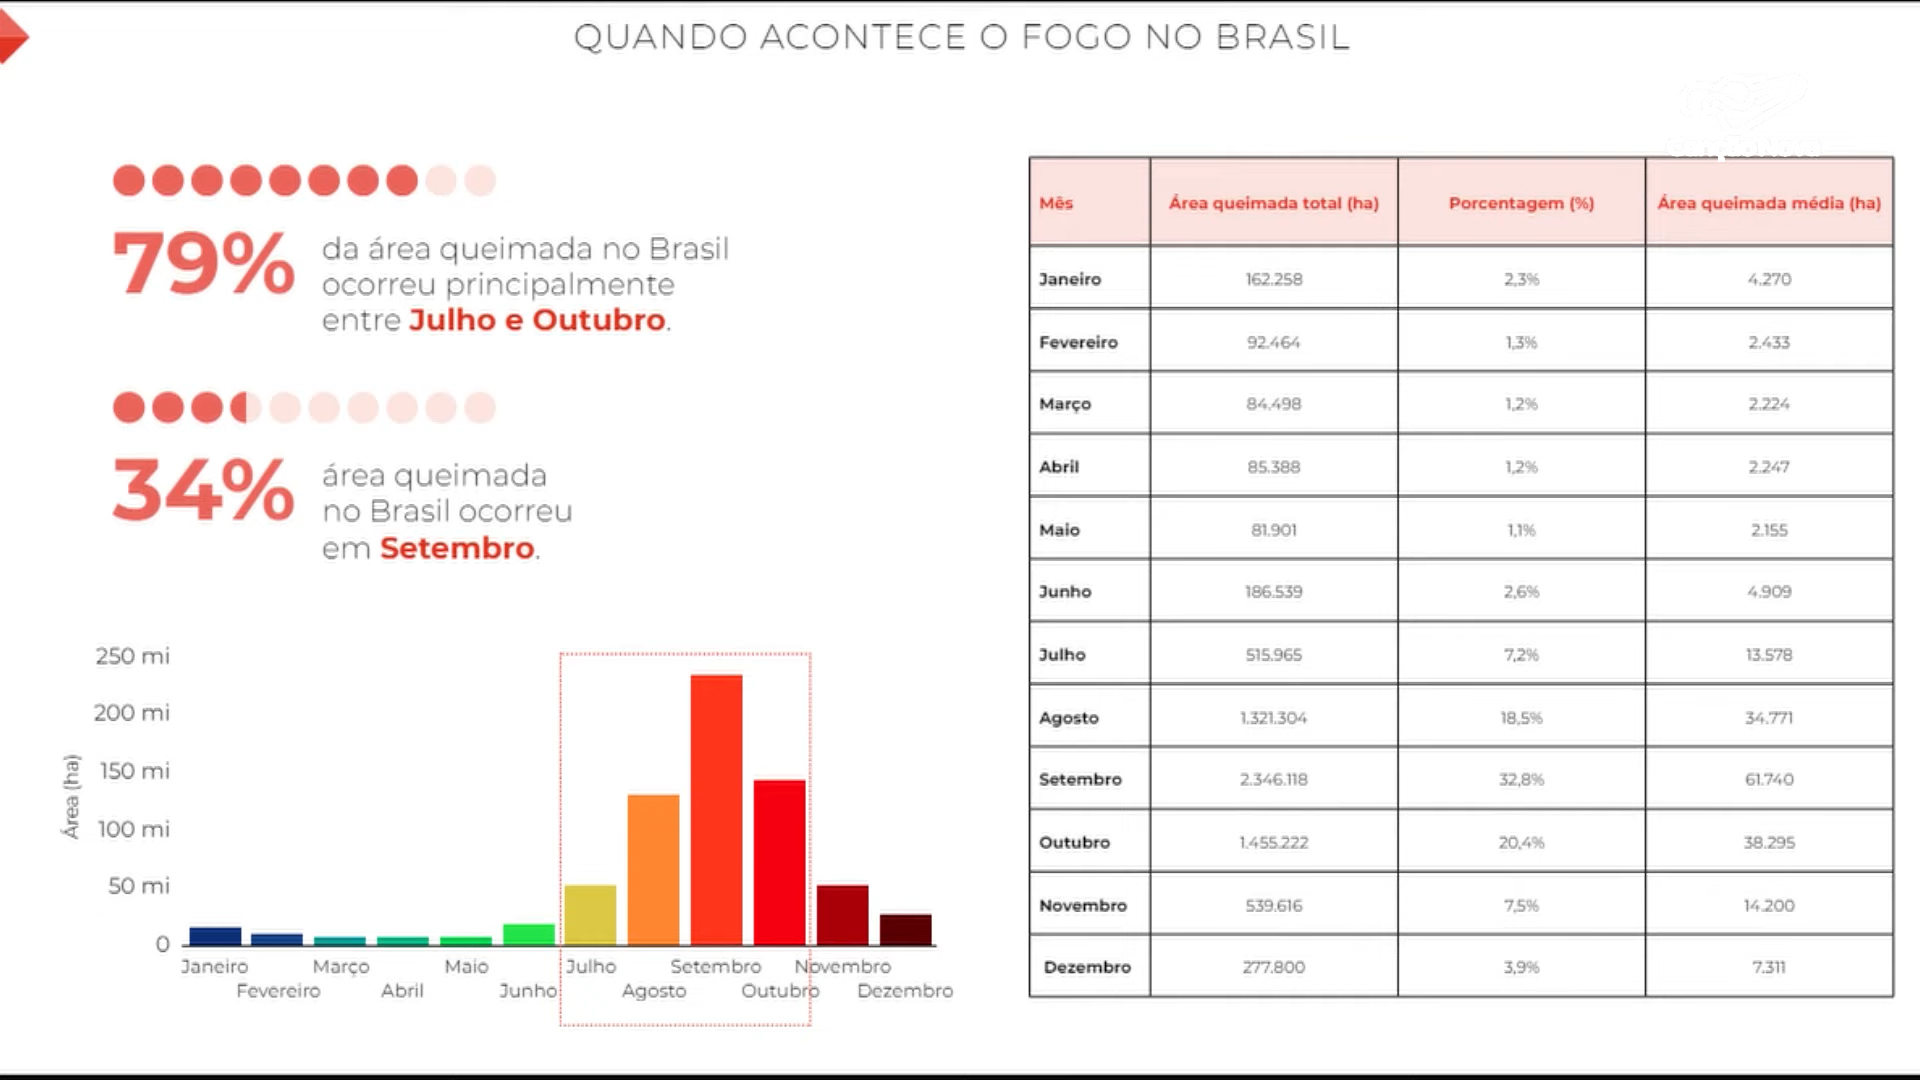 QUANDO ACONTECE O FOGO NO BRASIL
79%
da área queimada no Brasil
ocorreu principalmente
entre Julho e Outubro.
34%
área queimada
no Brasil ocorreu
em Setembro.
Área (ha)
250 mi
200 mi
150 mi
100 mi
50 mi
0
Janeiro
Fevereiro
Março
Abril
Maio
Junho
Julho
Agosto
Setembro
Outubro
Novembro
Dezembro
Mês Área queimada total (ha) Porcentagem (%) Área queimada média (ha)
Janeiro 162.258 2,3% 4.270
Fevereiro 92.464 1,3% 2.433
Março 84.498 1,2% 2.224
Abril 85.388 1,2% 2.247
Maio 81.901 1,1% 2.155
Junho 186.539 2,6% 4.909
Julho 515.965 7,2% 13.578
Agosto 1.321.304 18,5% 34.771
Setembro 2.346.118 32,8% 61.740
Outubro 1.455.222 20,4% 38.295
Novembro 539.616 7,5% 14.200
Dezembro 277.800 3,9% 7.311